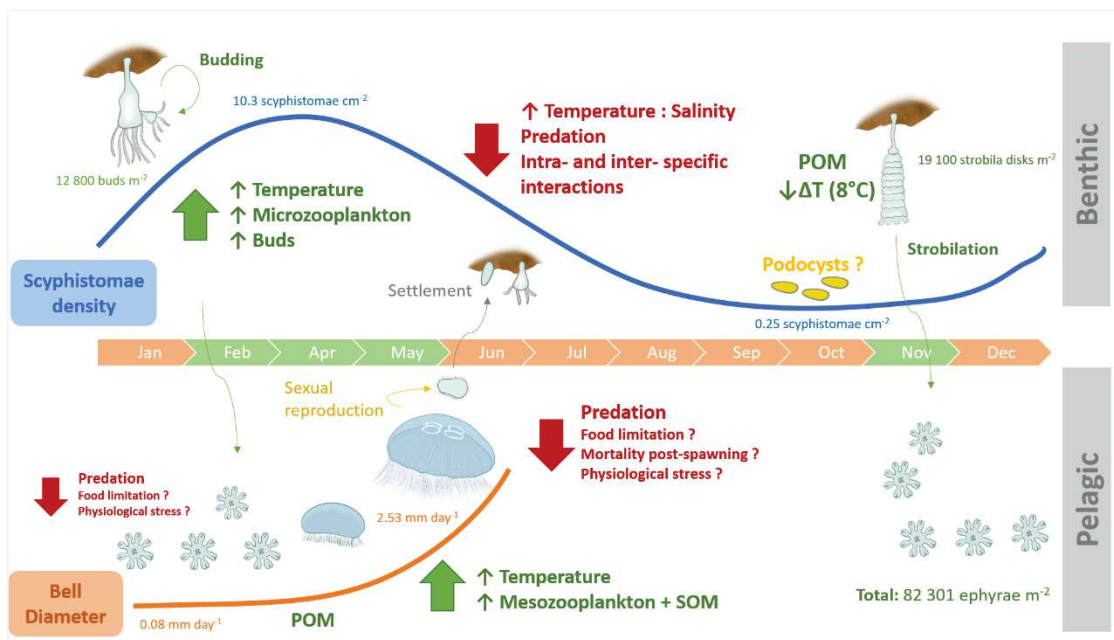 Budding
10.3 scyphistomae cm-2
12 800 buds m-2
↑ Temperature
↑ Microzooplankton
↑ Buds
↑ Temperature : Salinity
Predation
Intra- and inter- specific
interactions
POM
↓ΔT (8°C)
19 100 strobila disks m-2
Benthic
Scyphistomae
density
Settlement
Podocysts ?
Strobilation
0.25 scyphistomae cm-2
Jan
Feb
Apr
May
Jun
Jul
Aug
Sep
Oct
Nov
Dec
Sexual
reproduction
Predation
Food limitation ?
Mortality post-spawning ?
Physiological stress ?
Predation
Food limitation ?
Physiological stress ?
2.53 mm day-1
Pelagic
Bell
Diameter
0.08 mm day-1
POM
↑ Temperature
↑ Mesozooplankton + SOM
Total: 82 301 ephyrae m-2